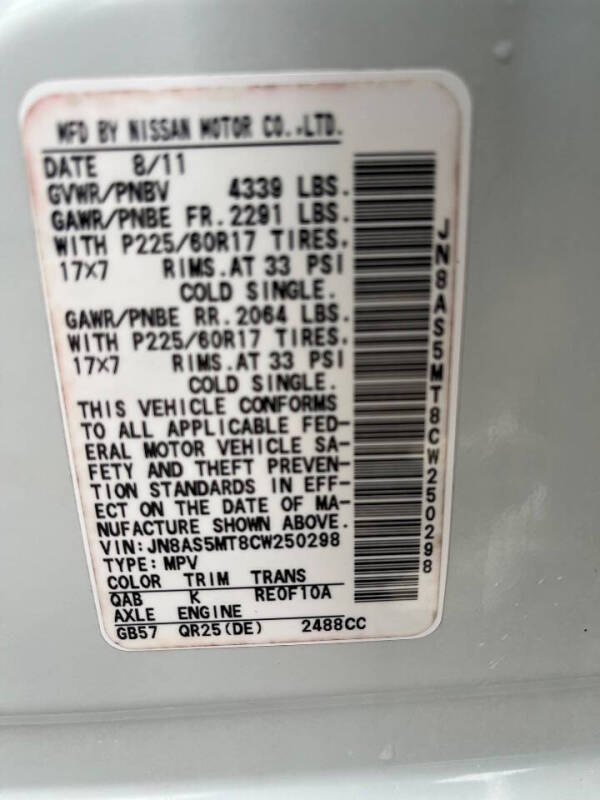 MFD BY NISSAN MOTOR CO.,LTD.
DATE 8/11
GVWR/PNBV 4339 LBS.
GAWR/PNBE FR.2291 LBS.
WITH P225/60R17 TIRES.
17X7 RIMS.AT 33 PSI
COLD SINGLE.
GAWR/PNBE RR.2064 LBS.
WITH P225/60R17 TIRES.
17X7 RIMS.AT 33 PSI
COLD SINGLE.
THIS VEHICLE CONFORMS
TO ALL APPLICABLE FED-
ERAL MOTOR VEHICLE SA-
FETY AND THEFT PREVEN-
TION STANDARDS IN EFF-
ECT ON THE DATE OF MA-
NUFACTURE SHOWN ABOVE.
VIN:JN8AS5MT8CW250298
TYPE:MPV
COLOR TRIM TRANS
QAB K RE0F10A
AXLE ENGINE
GB57 QR25(DE) 2488CC
JN8AS5MT8CW250298